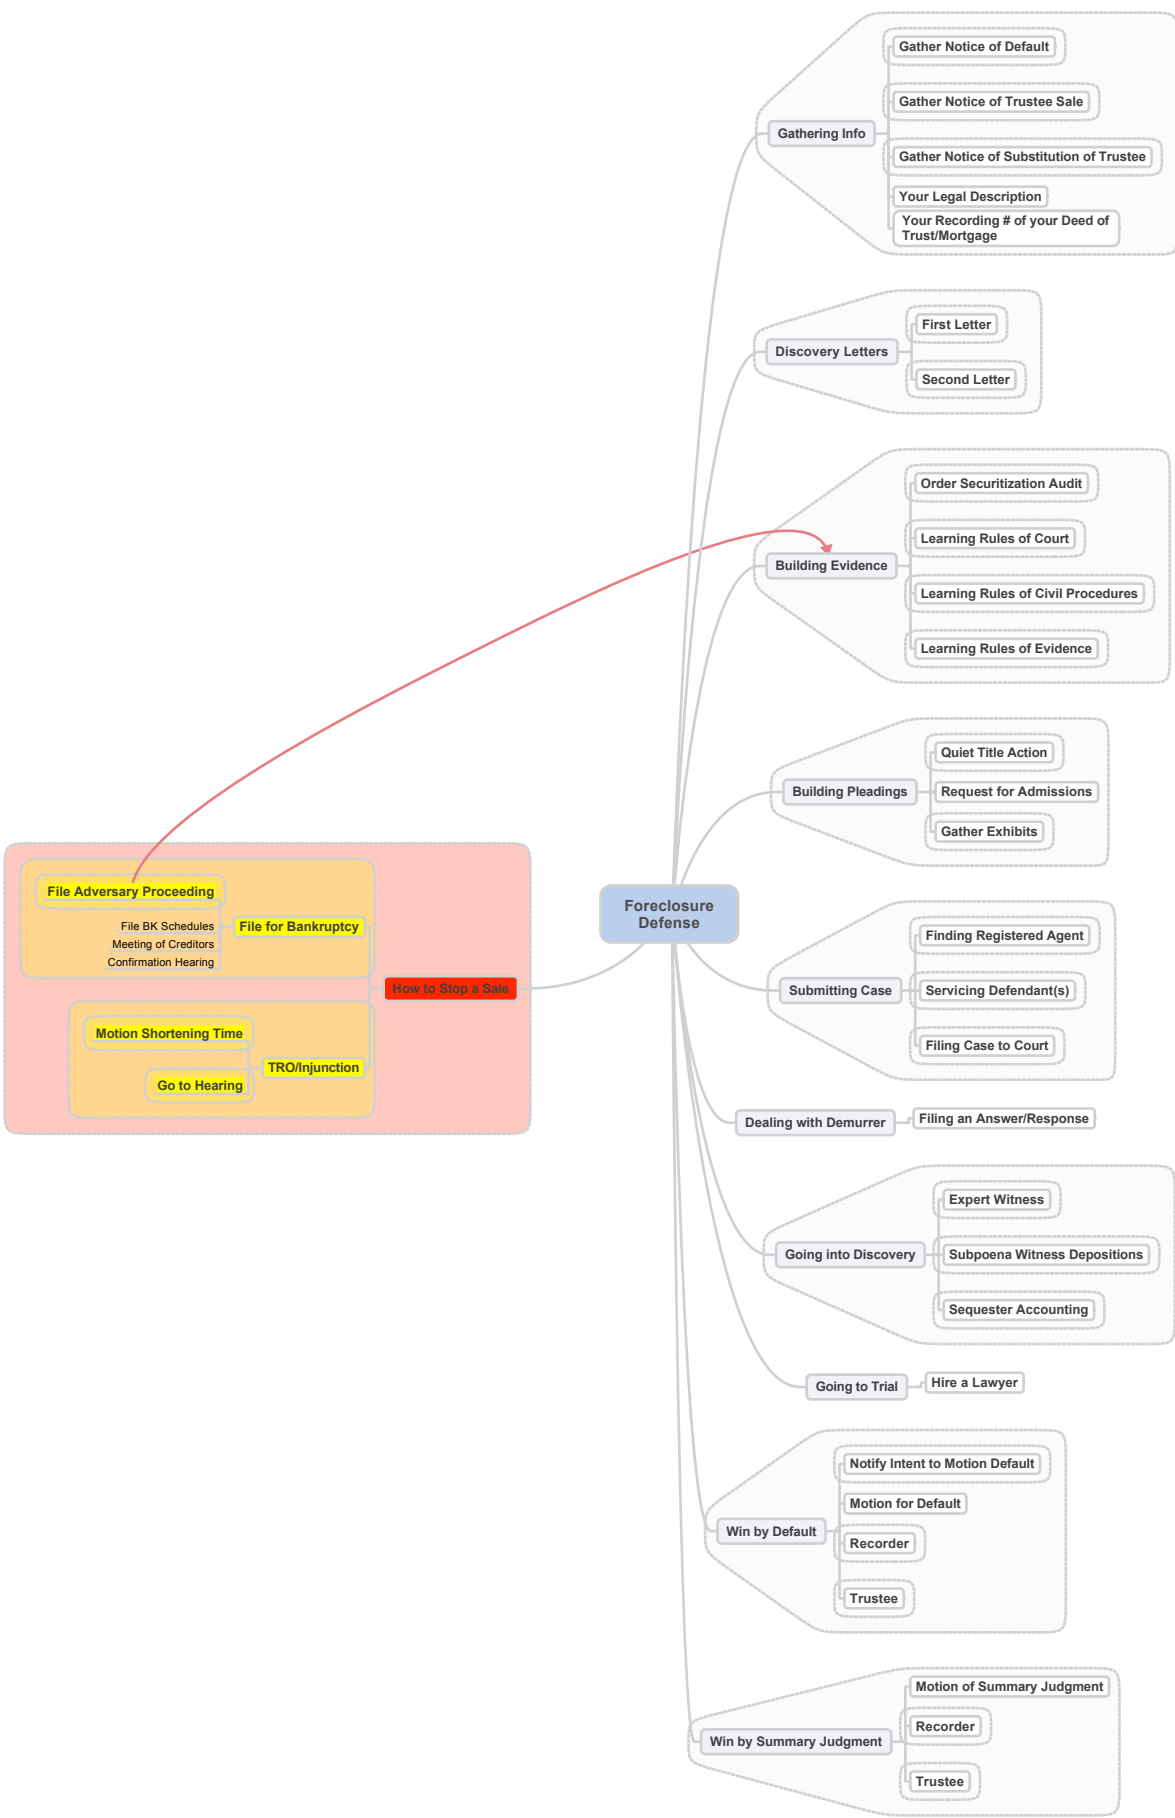 Foreclosure
Defense
Gathering Info
Gather Notice of Default
Gather Notice of Trustee Sale
Gather Notice of Substitution of Trustee
Your Legal Description
Your Recording # of your Deed of
Trust/Mortgage
Discovery Letters
First Letter
Second Letter
Building Evidence
Order Securitization Audit
Learning Rules of Court
Learning Rules of Civil Procedures
Learning Rules of Evidence
Building Pleadings
Quiet Title Action
Request for Admissions
Gather Exhibits
Submitting Case
Finding Registered Agent
Servicing Defendant(s)
Filing Case to Court
Dealing with Demurrer
Filing an Answer/Response
Going into Discovery
Expert Witness
Subpoena Witness Depositions
Sequester Accounting
Going to Trial
Hire a Lawyer
Win by Default
Notify Intent to Motion Default
Motion for Default
Recorder
Trustee
Win by Summary Judgment
Motion of Summary Judgment
Recorder
Trustee
How to Stop a Sale
File for Bankruptcy
File Adversary Proceeding
File BK Schedules
Meeting of Creditors
Confirmation Hearing
TRO/Injunction
Motion Shortening Time
Go to Hearing